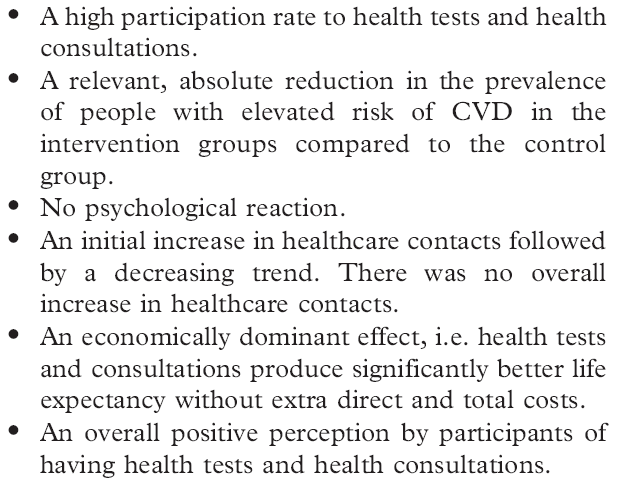 • A high participation rate to health tests and health
consultations.
• A relevant, absolute reduction in the prevalence
of people with elevated risk of CVD in the
intervention groups compared to the control
group.
• No psychological reaction.
• An initial increase in healthcare contacts followed
by a decreasing trend. There was no overall
increase in healthcare contacts.
• An economically dominant effect, i.e. health tests
and consultations produce significantly better life
expectancy without extra direct and total costs.
• An overall positive perception by participants of
having health tests and health consultations.